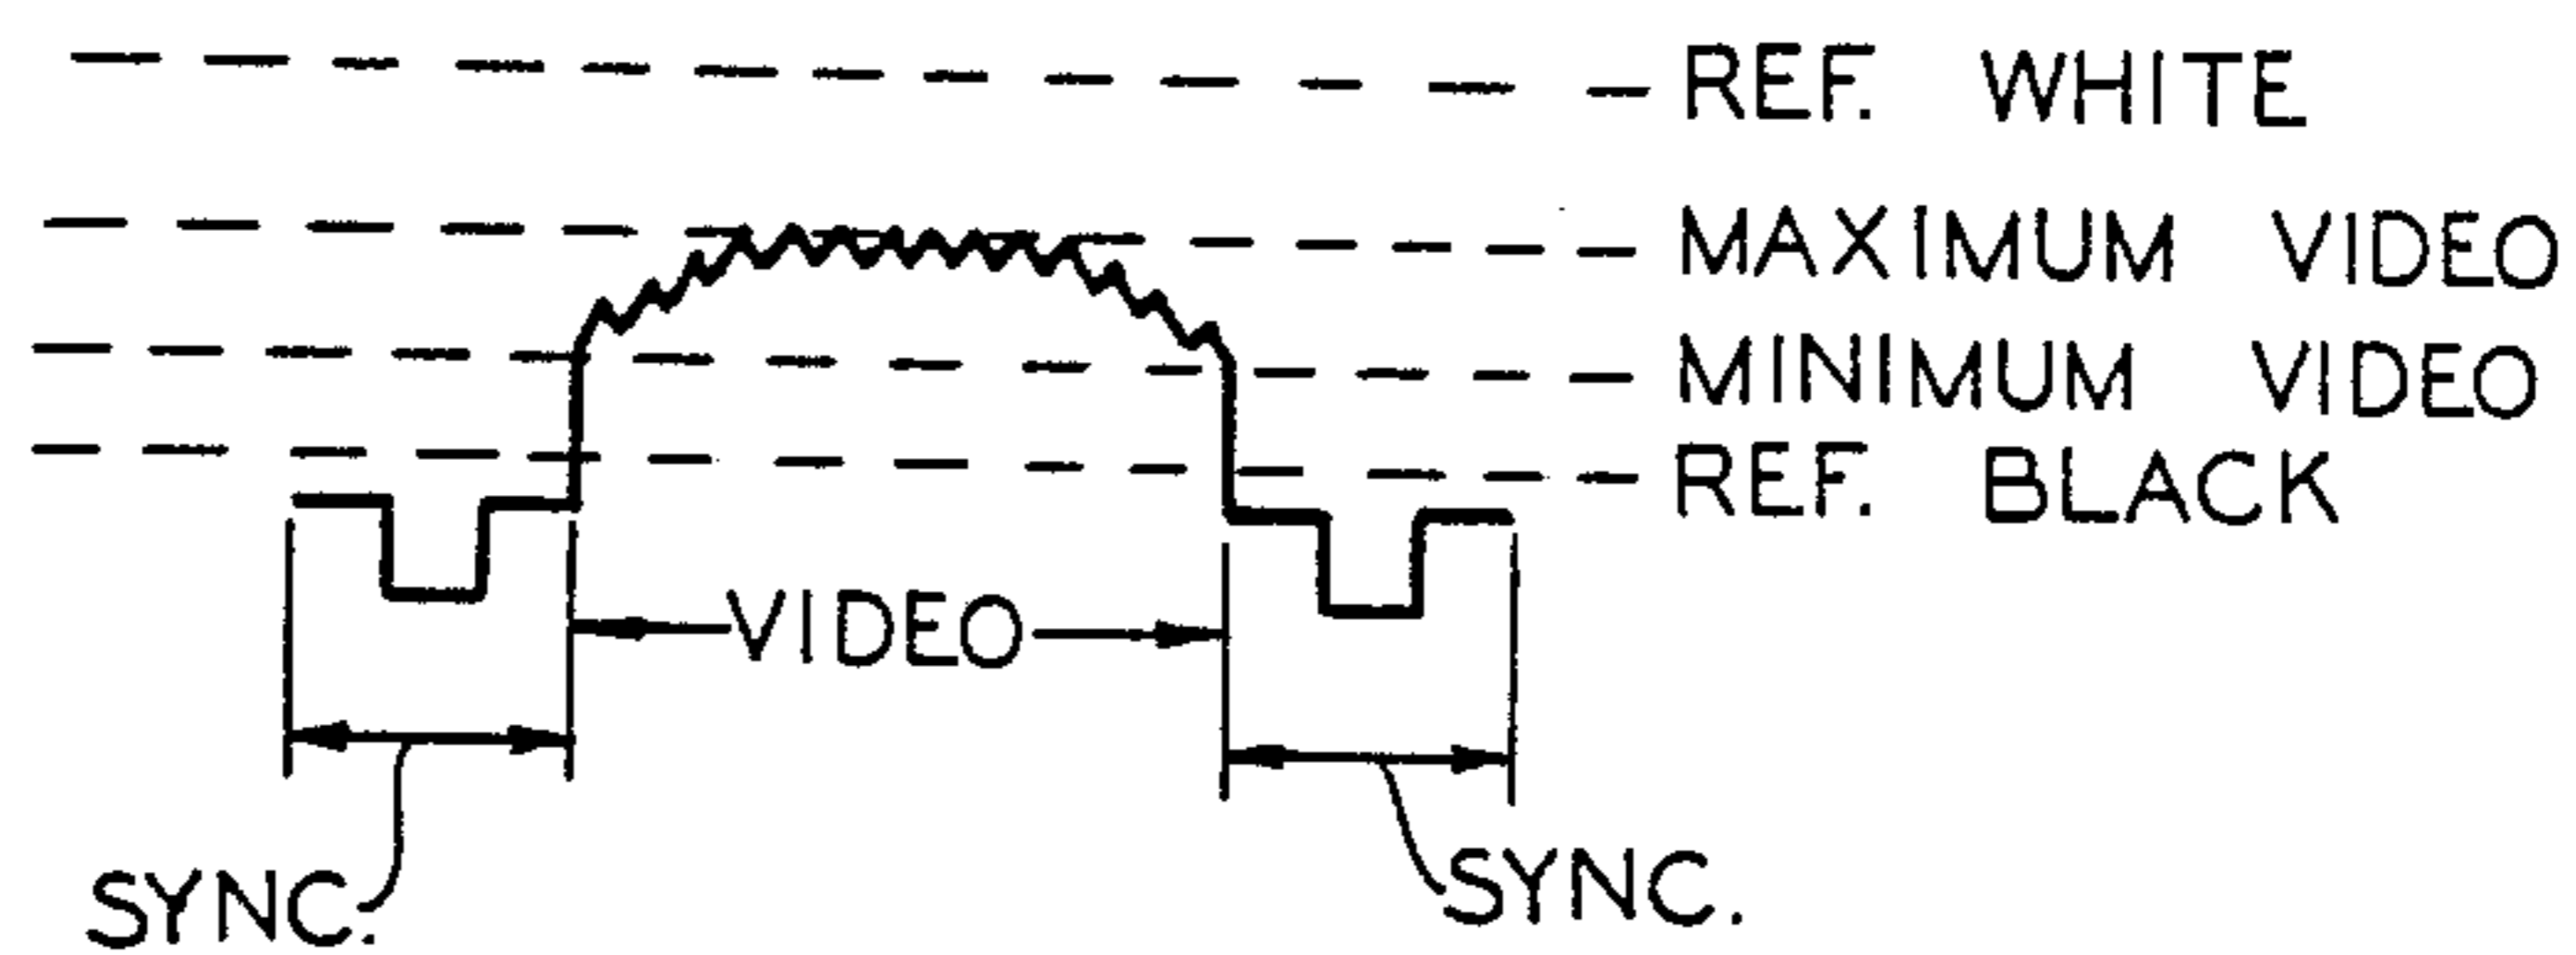 REF. WHITE
MAXIMUM VIDEO
MINIMUM VIDEO
REF. BLACK
VIDEO
SYNC.
SYNC.